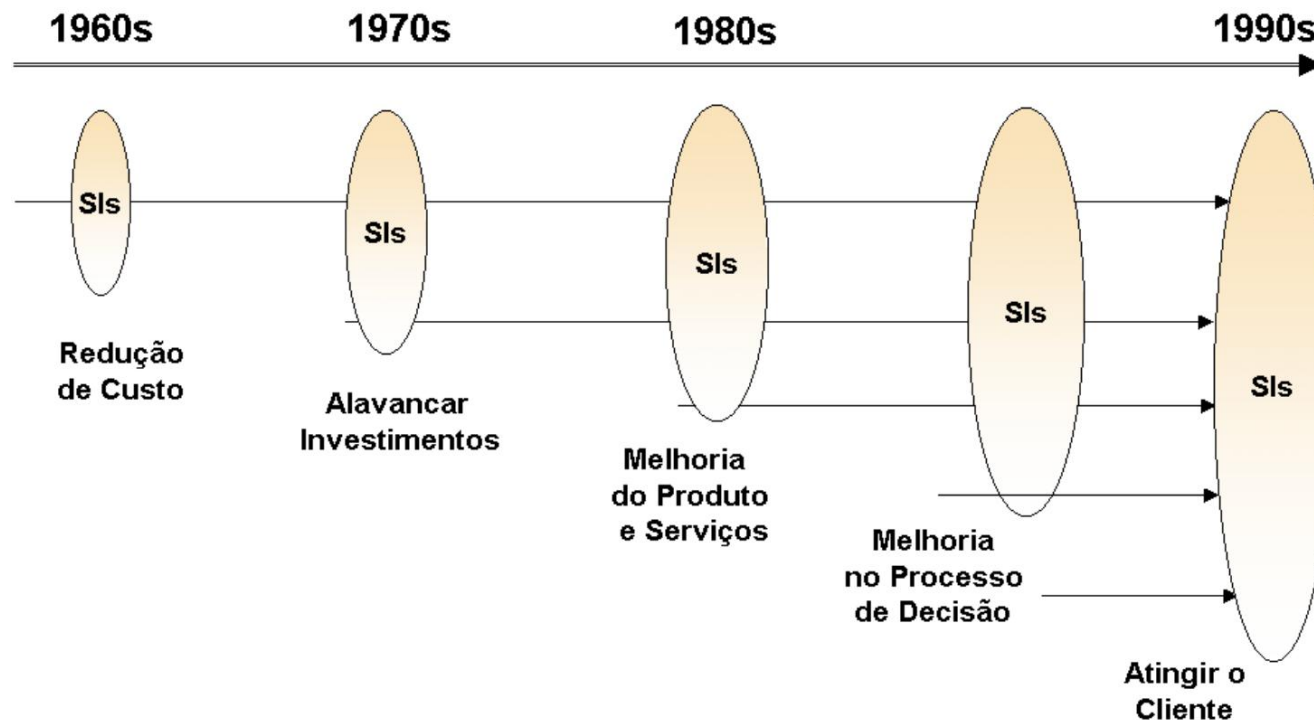 1960s
1970s
1980s
1990s
SIs
SIs
SIs
SIs
SIs
Redução
de Custo
Alavancar
Investimentos
Melhoria
do Produto
e Serviços
Melhoria
no Processo
de Decisão
Atingir o
Cliente